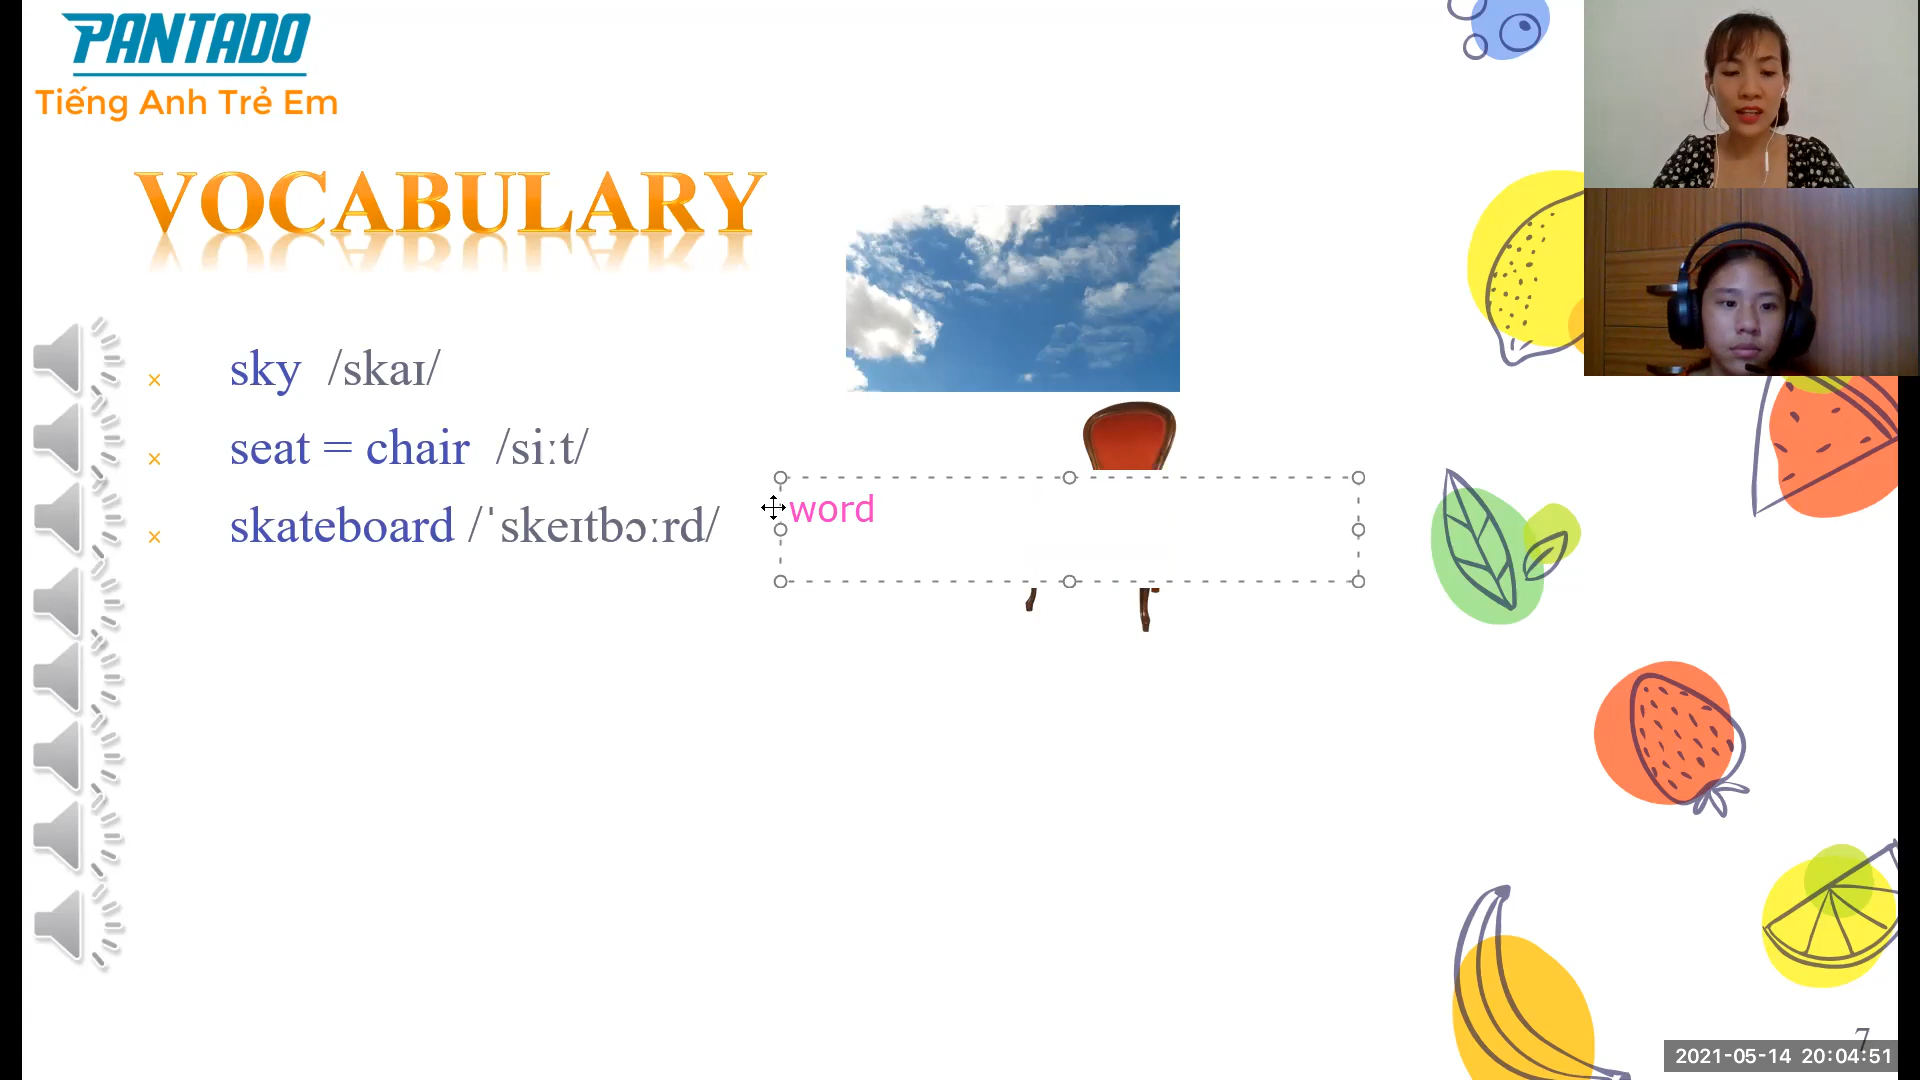 PANTADO
Tiếng Anh Trẻ Em
VOCABULARY
× sky /skaɪ/
× seat = chair /siːt/
× skateboard /ˈskeɪtbɔːrd/
word
7
2021-05-14 20:04:51